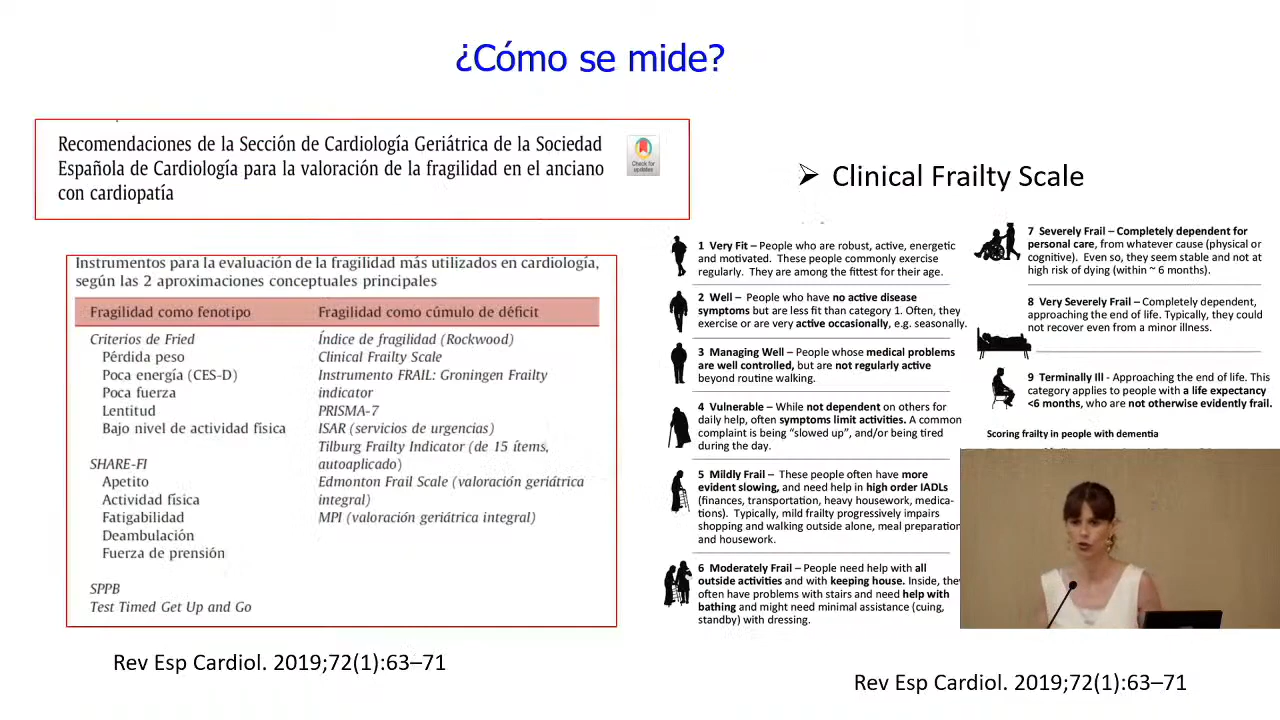 ¿Cómo se mide?
Recomendaciones de la Sección de Cardiología Geriátrica de la Sociedad
Española de Cardiología para la valoración de la fragilidad en el anciano
con cardiopatía
Check for
updates
Instrumentos para la evaluación de la fragilidad más utilizados en cardiología,
según las 2 aproximaciones conceptuales principales
Fragilidad como fenotipo
Criterios de Fried
Pérdida peso
Poca energía (CES-D)
Poca fuerza
Lentitud
Bajo nivel de actividad física
SHARE-FI
Apetito
Actividad física
Fatigabilidad
Deambulación
Fuerza de prensión
SPPB
Test Timed Get Up and Go
Fragilidad como cúmulo de déficit
Índice de fragilidad (Rockwood)
Clinical Frailty Scale
Instrumento FRAIL: Groningen Frailty
indicator
PRISMA-7
ISAR (servicios de urgencias)
Tilburg Frailty Indicator (de 15 ítems,
autoaplicado)
Edmonton Frail Scale (valoración geriátrica
integral)
MPI (valoración geriátrica integral)
Rev Esp Cardiol. 2019;72(1):63–71
➢ Clinical Frailty Scale
1 Very Fit – People who are robust, active, energetic
and motivated. These people commonly exercise
regularly. They are among the fittest for their age.
2 Well – People who have no active disease
symptoms but are less fit than category 1. Often, they
exercise or are very active occasionally, e.g. seasonally.
3 Managing Well – People whose medical problems
are well controlled, but are not regularly active
beyond routine walking.
4 Vulnerable – While not dependent on others for
daily help, often symptoms limit activities. A common
complaint is being “slowed up”, and/or being tired
during the day.
5 Mildly Frail – These people often have more
evident slowing, and need help in high order IADLs
(finances, transportation, heavy housework, medica-
tions). Typically, mild frailty progressively impairs
shopping and walking outside alone, meal preparation
and housework.
6 Moderately Frail – People need help with all
outside activities and with keeping house. Inside, they
often have problems with stairs and need help with
bathing and might need minimal assistance (cuing,
standby) with dressing.
7 Severely Frail – Completely dependent for
personal care, from whatever cause (physical or
cognitive). Even so, they seem stable and not at
high risk of dying (within ~ 6 months).
8 Very Severely Frail – Completely dependent,
approaching the end of life. Typically, they could
not recover even from a minor illness.
9 Terminally Ill - Approaching the end of life. This
category applies to people with a life expectancy
<6 months, who are not otherwise evidently frail.
Scoring frailty in people with dementia
Rev Esp Cardiol. 2019;72(1):63–71